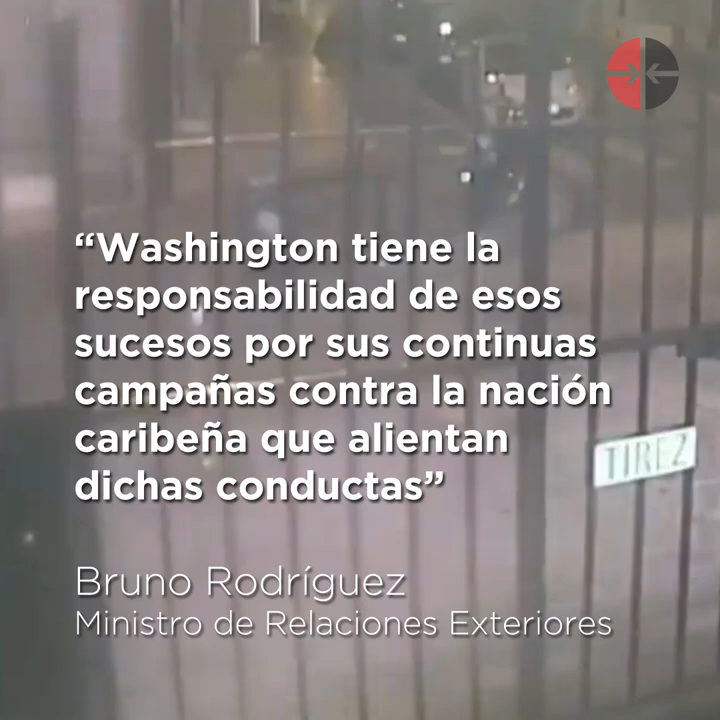 “Washington tiene la
responsabilidad de esos
sucesos por sus continuas
campañas contra la nación
caribeña que alientan
dichas conductas”
TIREZ
Bruno Rodríguez
Ministro de Relaciones Exteriores